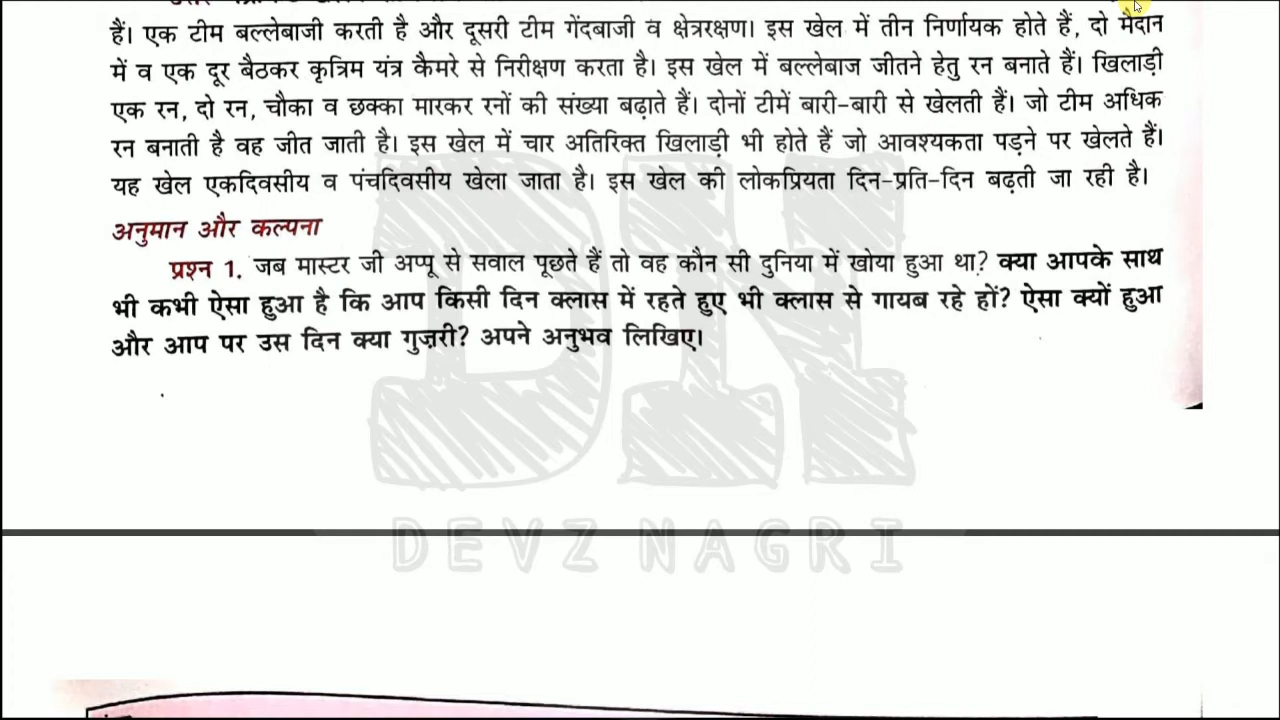 हैं। एक टीम बल्लेबाजी करती है और दूसरी टीम गेंदबाजी व क्षेत्ररक्षण। इस खेल में तीन निर्णायक होते हैं, दो मैदान
में व एक दूर बैठकर कृत्रिम यंत्र कैमरे से निरीक्षण करता है। इस खेल में बल्लेबाज जीतने हेतु रन बनाते हैं। खिलाड़ी
एक रन, दो रन, चौका व छक्का मारकर रनों की संख्या बढ़ाते हैं। दोनों टीमें बारी-बारी से खेलती हैं। जो टीम अधिक
रन बनाती है वह जीत जाती है। इस खेल में चार अतिरिक्त खिलाड़ी भी होते हैं जो आवश्यकता पड़ने पर खेलते हैं।
यह खेल एकदिवसीय व पंचदिवसीय खेला जाता है। इस खेल की लोकप्रियता दिन-प्रति-दिन बढ़ती जा रही है।
अनुमान और कल्पना
प्रश्न 1. जब मास्टर जी अप्पू से सवाल पूछते हैं तो वह कौन सी दुनिया में खोया हुआ था? क्या आपके साथ
भी कभी ऐसा हुआ है कि आप किसी दिन क्लास में रहते हुए भी क्लास से गायब रहे हों? ऐसा क्यों हुआ
और आप पर उस दिन क्या गुज़री? अपने अनुभव लिखिए।
DN
DEVZ NAGRI